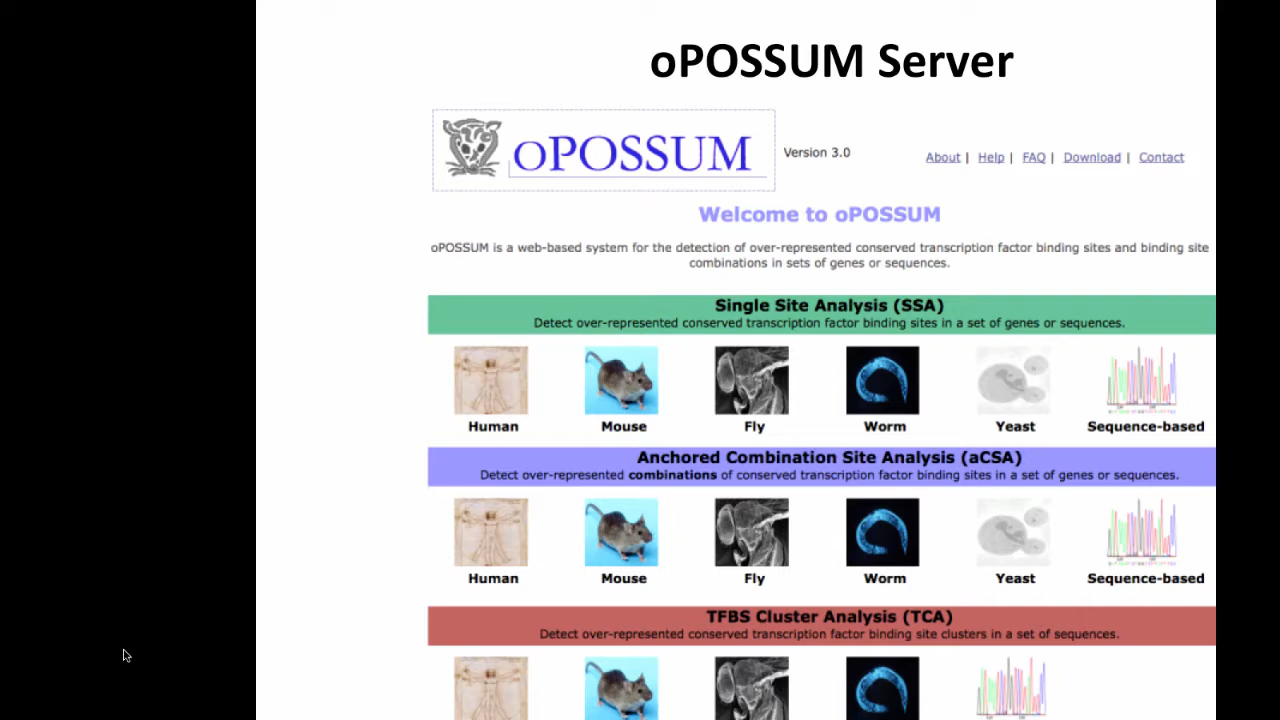 oPOSSUM Server
oPOSSUM
Version 3.0
About | Help | FAQ | Download | Contact
Welcome to oPOSSUM
oPOSSUM is a web-based system for the detection of over-represented conserved transcription factor binding sites and binding site
combinations in sets of genes or sequences.
Single Site Analysis (SSA)
Detect over-represented conserved transcription factor binding sites in a set of genes or sequences.
Human Mouse Fly Worm Yeast Sequence-based
Anchored Combination Site Analysis (aCSA)
Detect over-represented combinations of conserved transcription factor binding sites in a set of genes or sequences.
Human Mouse Fly Worm Yeast Sequence-based
TFBS Cluster Analysis (TCA)
Detect over-represented conserved transcription factor binding site clusters in a set of sequences.